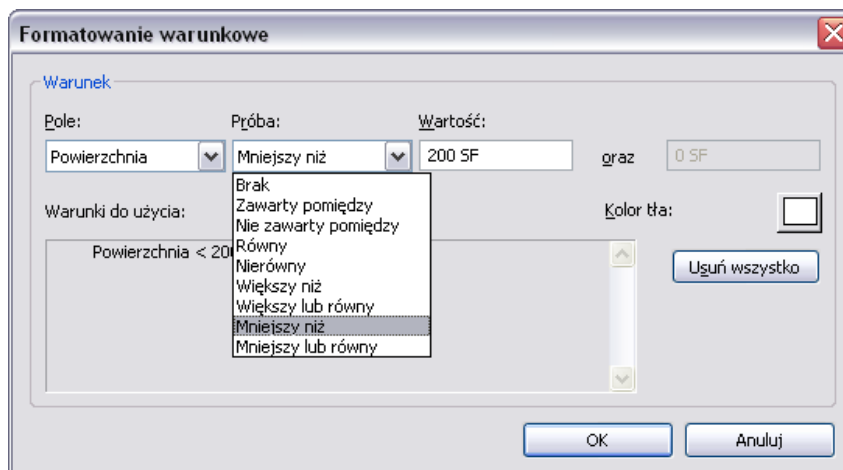 Formatowanie warunkowe
Warunek
Pole: Próba: Wartość:
Powierzchnia Mniejszy niż 200 SF oraz 0 SF
Brak
Zawarty pomiędzy
Warunki do użycia: Kolor tła:
Nie zawarty pomiędzy
Równy
Powierzchnia < 20
Nierówny
Usuń wszystko
Większy niż
Większy lub równy
Mniejszy niż
Mniejszy lub równy
OK Anuluj